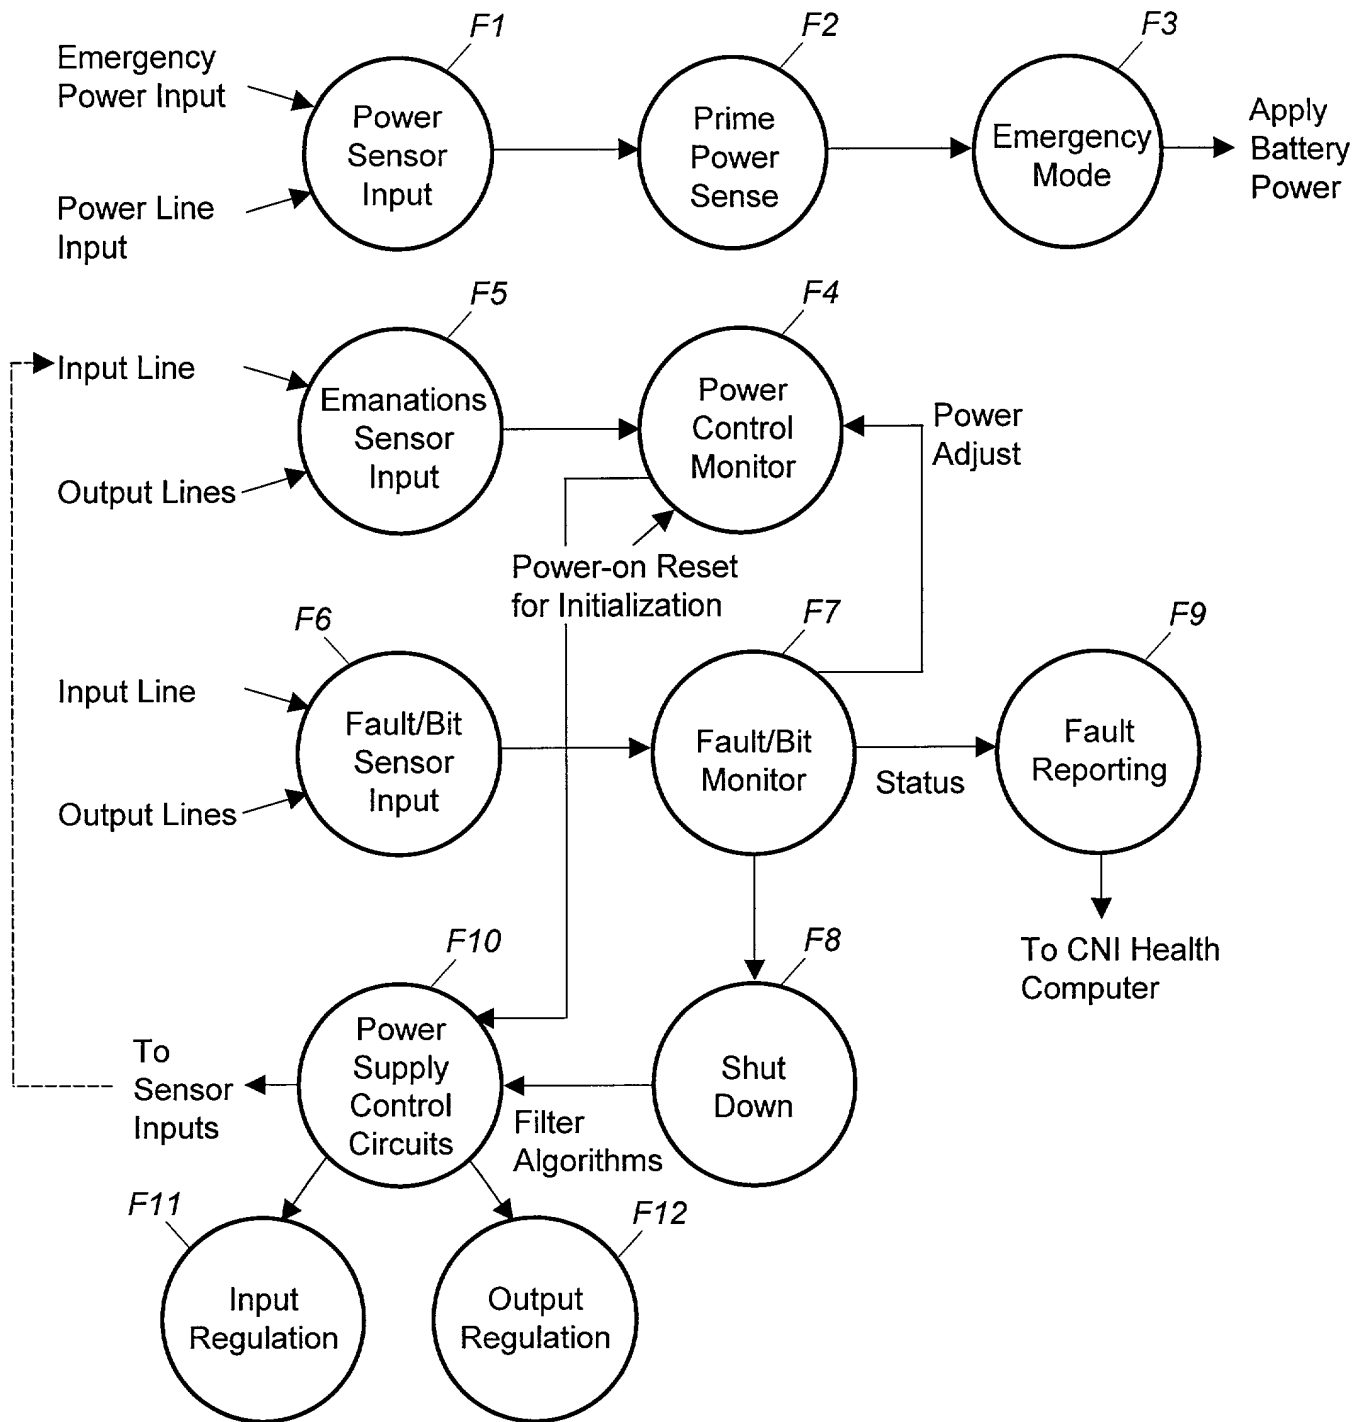 F1
F2
F3
Emergency
Power Input
Power
Sensor
Input
Prime
Power
Sense
Emergency
Mode
Apply
Battery
Power
Power Line
Input
F5
F4
Input Line
Emanations
Sensor
Input
Power
Control
Monitor
Power
Adjust
Output Lines
Power-on Reset
for Initialization
F6
F7
F9
Input Line
Fault/Bit
Sensor
Input
Fault/Bit
Monitor
Status
Fault
Reporting
Output Lines
To CNI Health
Computer
F10
F8
To
Sensor
Inputs
Power
Supply
Control
Circuits
Filter
Algorithms
Shut
Down
F11
F12
Input
Regulation
Output
Regulation